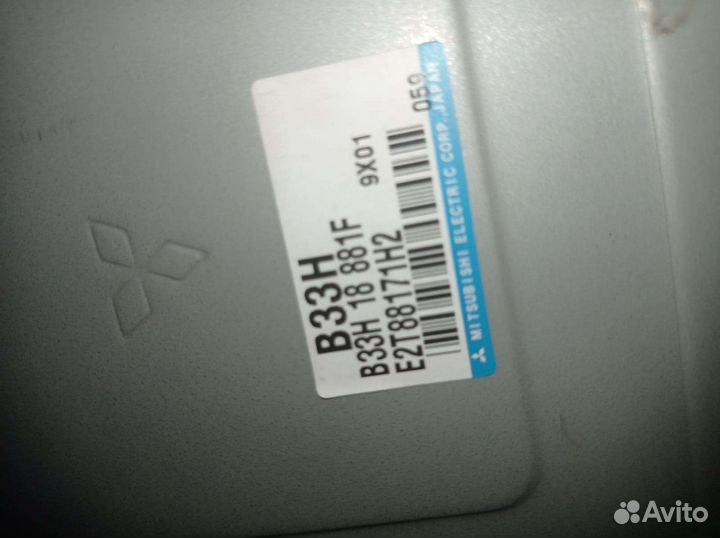 B33H
B33H 18 881F 9X01
E2T88171H2 059
MITSUBISHI ELECTRIC CORP. JAPAN
Avito